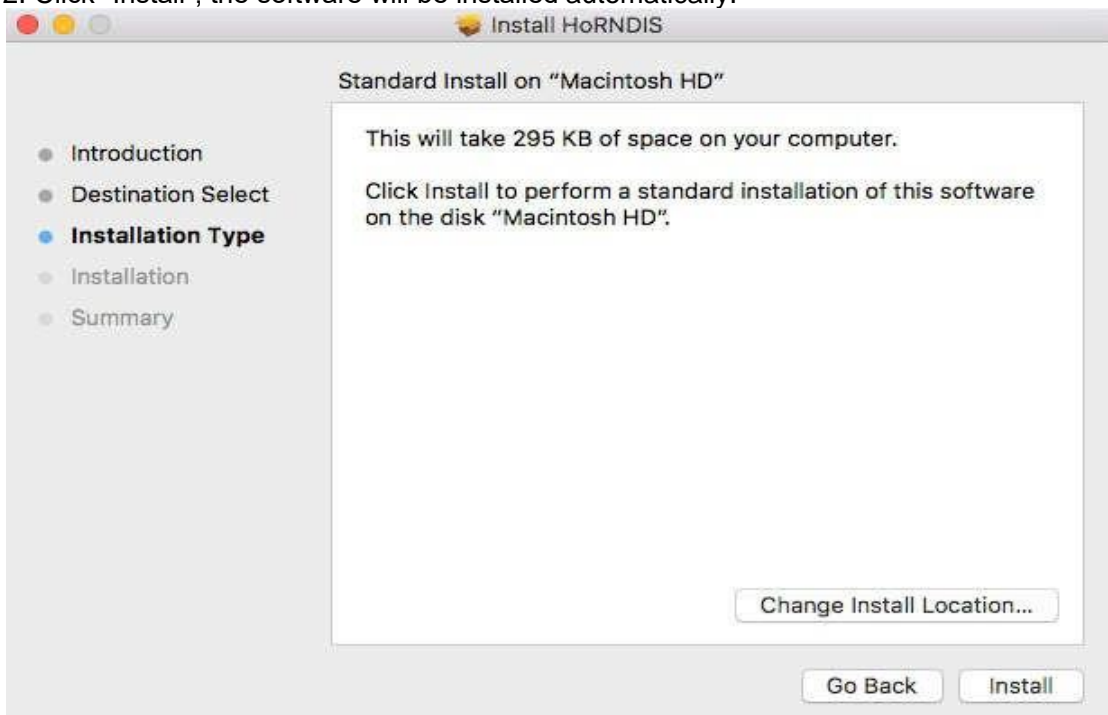 2. Click "Install", the software will be installed automatically.
Install HoRNDIS
Standard Install on “Macintosh HD”
Introduction
Destination Select
Installation Type
Installation
Summary
This will take 295 KB of space on your computer.
Click Install to perform a standard installation of this software
on the disk “Macintosh HD”.
Change Install Location...
Go Back
Install